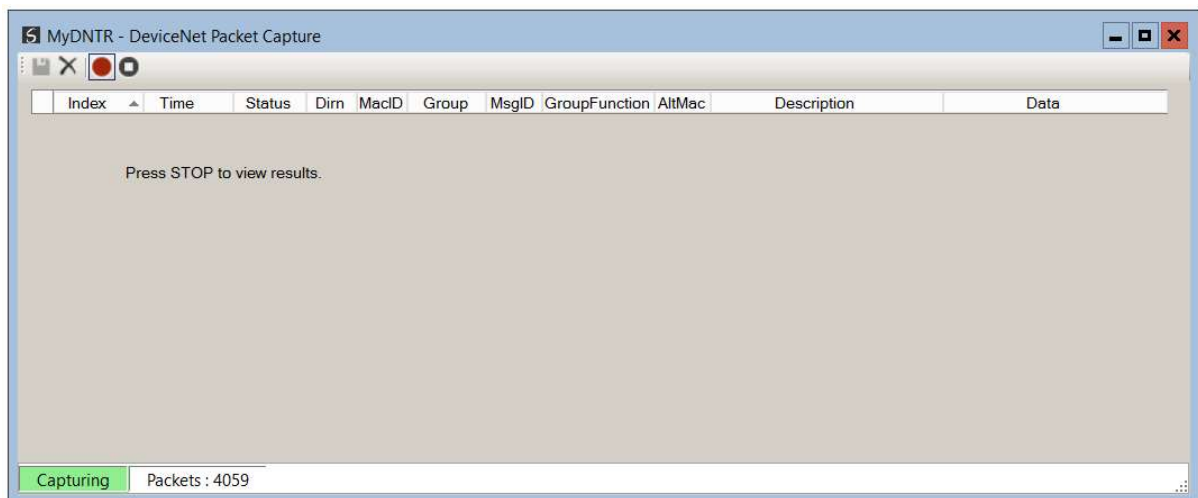 MyDNTR - DeviceNet Packet Capture
Index Time Status Dirn MacID Group MsgID GroupFunction AltMac Description Data
Press STOP to view results.
Capturing Packets : 4059